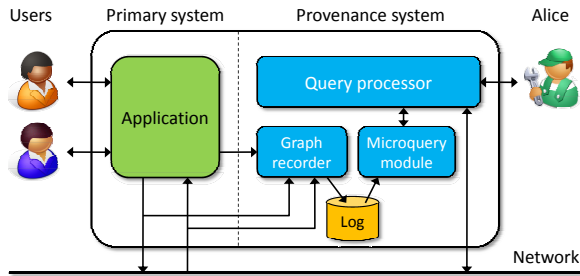 Users
Primary system
Provenance system
Alice
Query processor
Application
Graph
recorder
Microquery
module
Log
Network